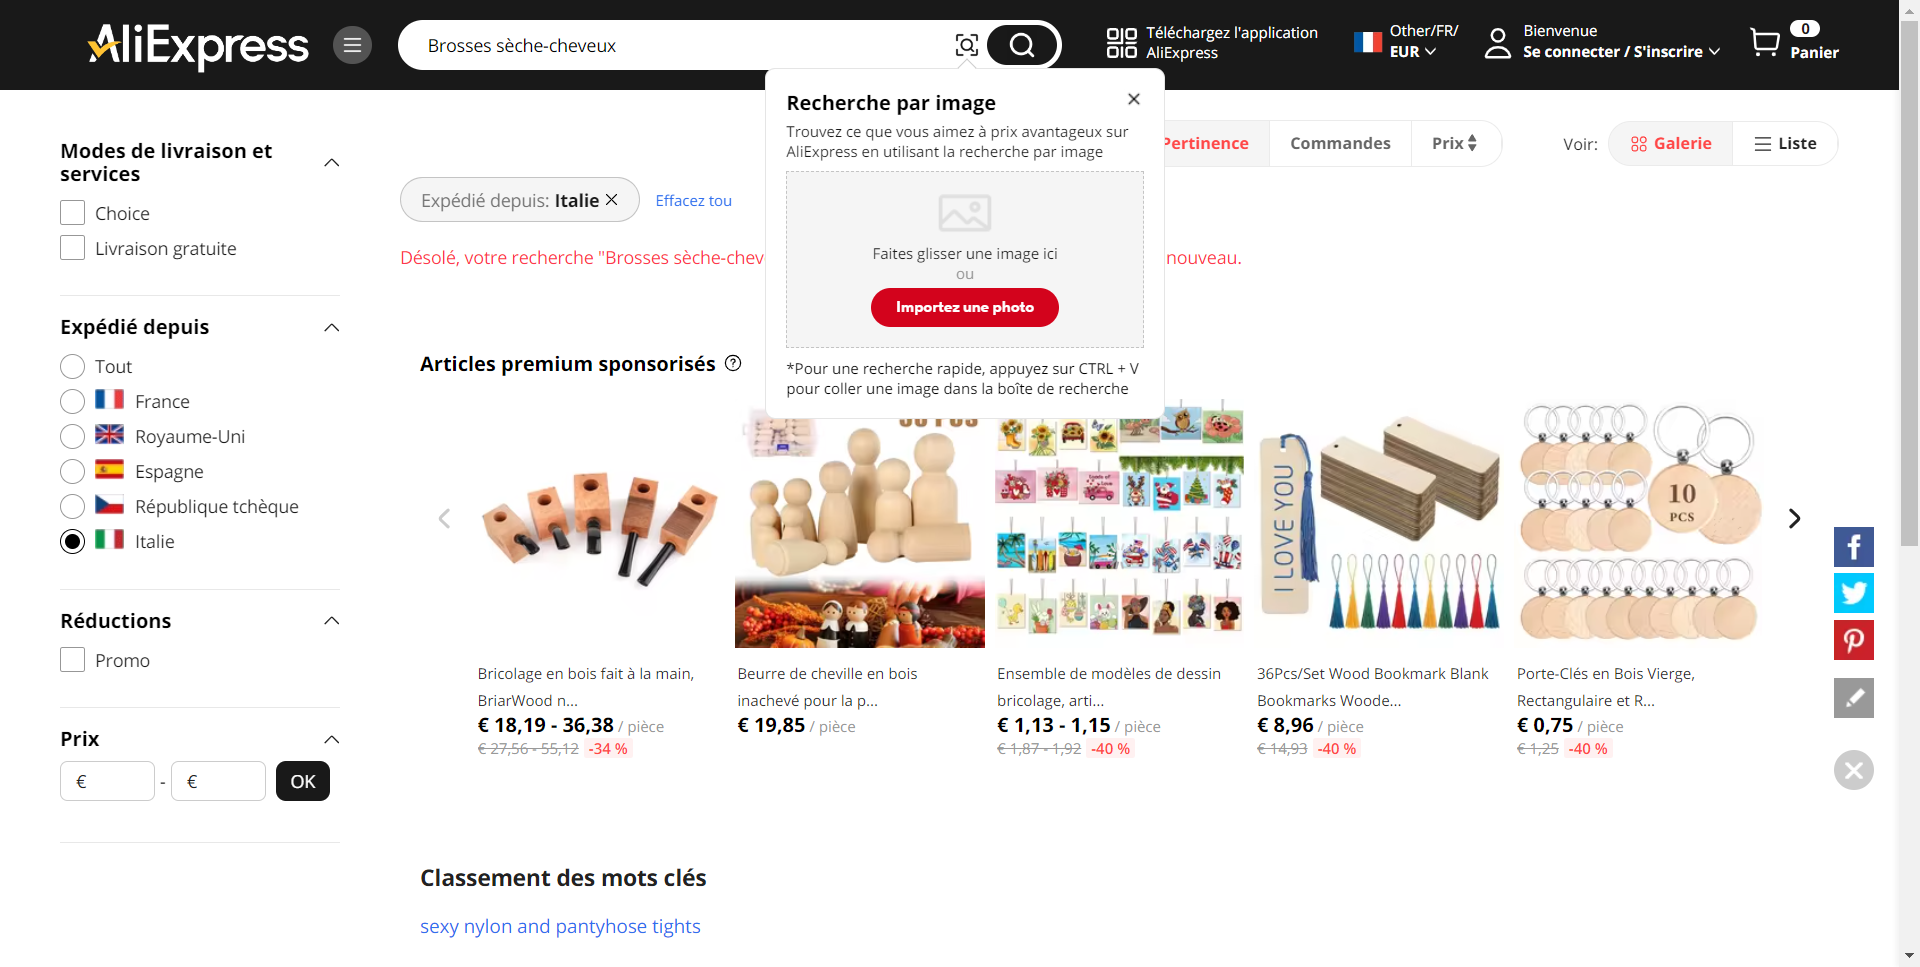 AliExpress
Brosses sèche-cheveux
Téléchargez l'application
AliExpress
Other/FR/
EUR
Bienvenue
Se connecter / S'inscrire
0
Panier
Recherche par image
Trouvez ce que vous aimez à prix avantageux sur
AliExpress en utilisant la recherche par image
Faites glisser une image ici
ou
Importez une photo
*Pour une recherche rapide, appuyez sur CTRL + V
pour coller une image dans la boîte de recherche
Pertinence
Commandes
Prix
Voir:
Galerie
Liste
Modes de livraison et
services
Choice
Livraison gratuite
Expédié depuis
Tout
France
Royaume-Uni
Espagne
République tchèque
Italie
Réductions
Promo
Prix
€ - € OK
Expédié depuis: Italie
Effacez tou
Désolé, votre recherche "Brosses sèche-chev
nouveau.
Articles premium sponsorisés
I LOVE YOU
10
PCS
Bricolage en bois fait à la main,
BriarWood n...
€ 18,19 - 36,38 / pièce
€ 27,56 - 55,12 -34 %
Beurre de cheville en bois
inachevé pour la p...
€ 19,85 / pièce
Ensemble de modèles de dessin
bricolage, arti...
€ 1,13 - 1,15 / pièce
€ 1,87 - 1,92 -40 %
36Pcs/Set Wood Bookmark Blank
Bookmarks Woode...
€ 8,96 / pièce
€ 14,93 -40 %
Porte-Clés en Bois Vierge,
Rectangulaire et R...
€ 0,75 / pièce
€ 1,25 -40 %
Classement des mots clés
sexy nylon and pantyhose tights